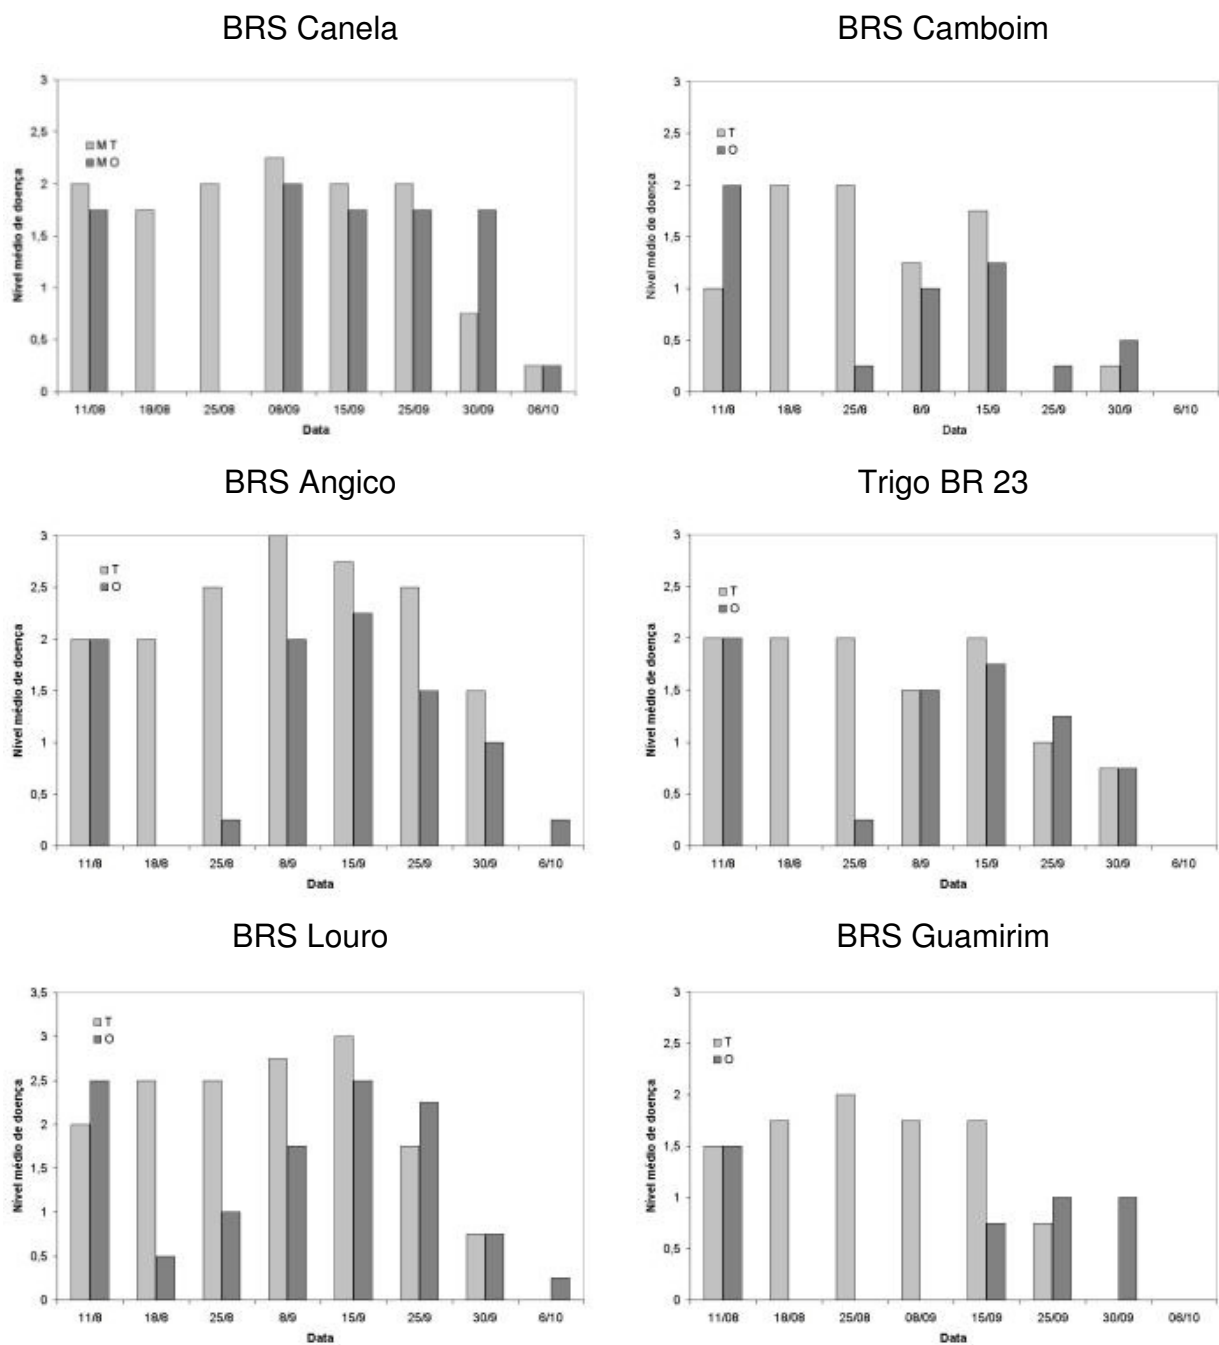 BRS Canela
3
2,5
2
1,5
1
0,5
0
Nível médio de doença
M T
M O
11/08 18/08 25/08 08/09 15/09 25/09 30/09 06/10
Data
BRS Camboim
3
2,5
2
1,5
1
0,5
0
Nível médio de doença
T
O
11/8 18/8 25/8 8/9 15/9 25/9 30/9 6/10
Data
BRS Angico
3
2,5
2
1,5
1
0,5
0
Nível médio de doença
T
O
11/8 18/8 25/8 8/9 15/9 25/9 30/9 6/10
Data
Trigo BR 23
3
2,5
2
1,5
1
0,5
0
Nível médio de doença
T
O
11/8 18/8 25/8 8/9 15/9 25/9 30/9 6/10
Data
BRS Louro
3,5
3
2,5
2
1,5
1
0,5
0
Nível médio de doença
T
O
11/8 18/8 25/8 8/9 15/9 25/9 30/9 6/10
Data
BRS Guamirim
3
2,5
2
1,5
1
0,5
0
Nível médio de doença
T
O
11/08 18/08 25/08 08/09 15/09 25/09 30/09 06/10
Data